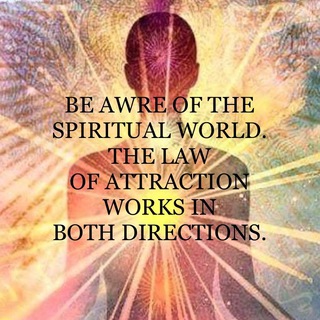 BE AWRE OF THE
SPIRITUAL WORLD.
THE LAW
OF ATTRACTION
WORKS IN
BOTH DIRECTIONS.